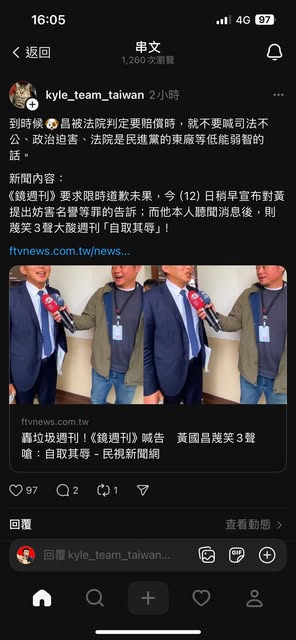 16:05
4G 97
返回
串文
1,260 次瀏覽
kyle_team_taiwan 2小時
到時候🐶昌被法院判定要賠償時，就不要喊司法不
公、政治迫害、法院是民進黨的東廠等低能弱智的
話。
新聞內容：
《鏡週刊》要求限時道歉未果，今 (12) 日稍早宣布對黃
提出妨害名譽等罪的告訴；而他本人聽聞消息後，則
蔑笑３聲大酸週刊「自取其辱」！
ftvnews.com.tw/news...
ftvnews.com.tw
轟垃圾週刊！《鏡週刊》喊告　黃國昌蔑笑３聲
嗆：自取其辱 - 民視新聞網
97 2 1
回覆 查看動態
回覆 kyle_team_taiwan...
GIF